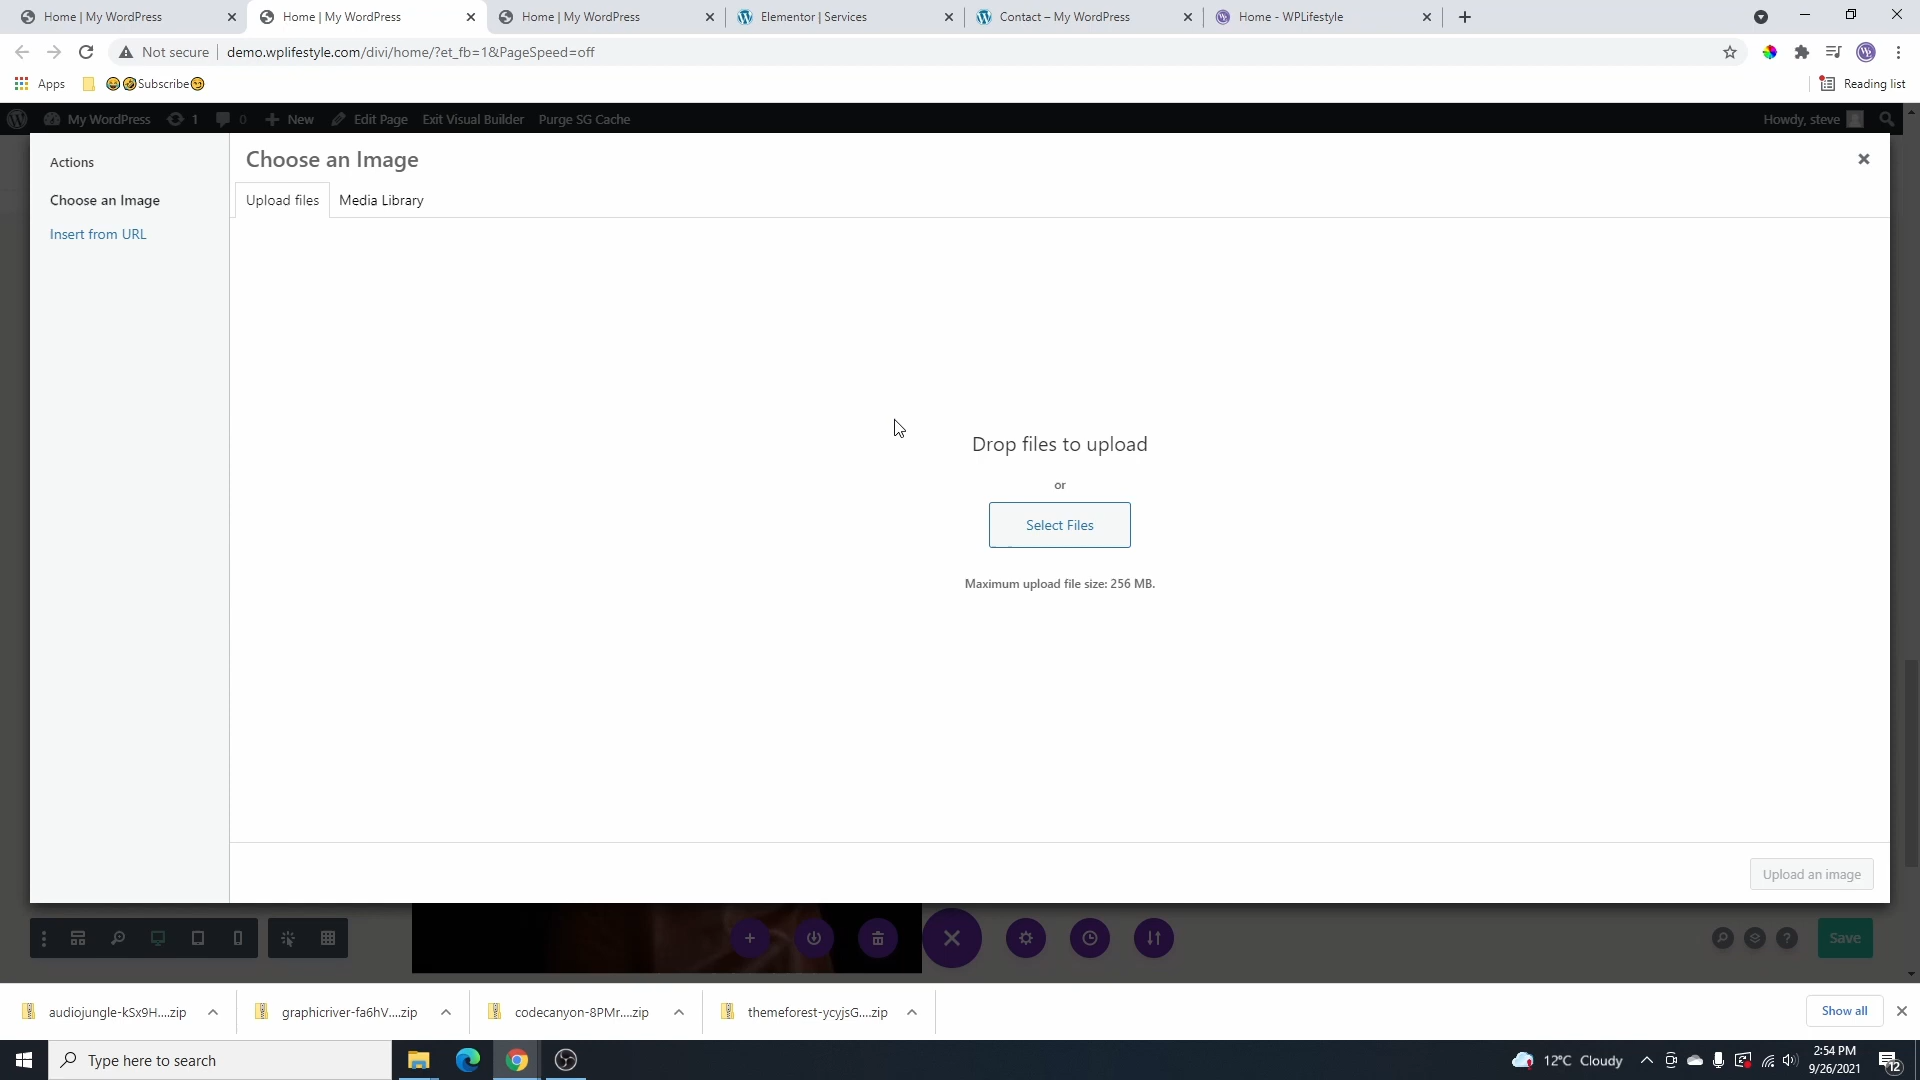 Home | My WordPress
Home | My WordPress
Home | My WordPress
Elementor | Services
Contact – My WordPress
Home - WPLifestyle
Not secure
demo.wplifestyle.com/divi/home/?et_fb=1&PageSpeed=off
Apps
😂🤣Subscribe😏
Reading list
My WordPress
1
0
New
Edit Page
Exit Visual Builder
Purge SG Cache
Howdy, steve
Actions
Choose an Image
Insert from URL
Choose an Image
Upload files
Media Library
Drop files to upload
or
Select Files
Maximum upload file size: 256 MB.
Upload an image
Save
audiojungle-kSx9H....zip
graphicriver-fa6hV....zip
codecanyon-8PMr....zip
themeforest-ycyjsG....zip
Show all
Type here to search
12°C Cloudy
2:54 PM
9/26/2021
12